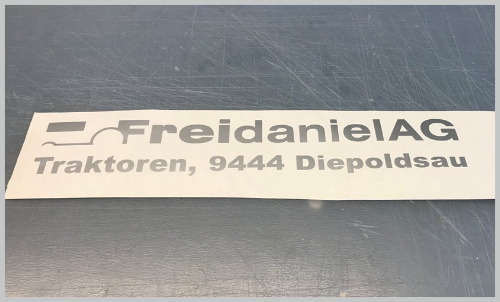 FreidanielAG
Traktoren, 9444 Diepoldsau